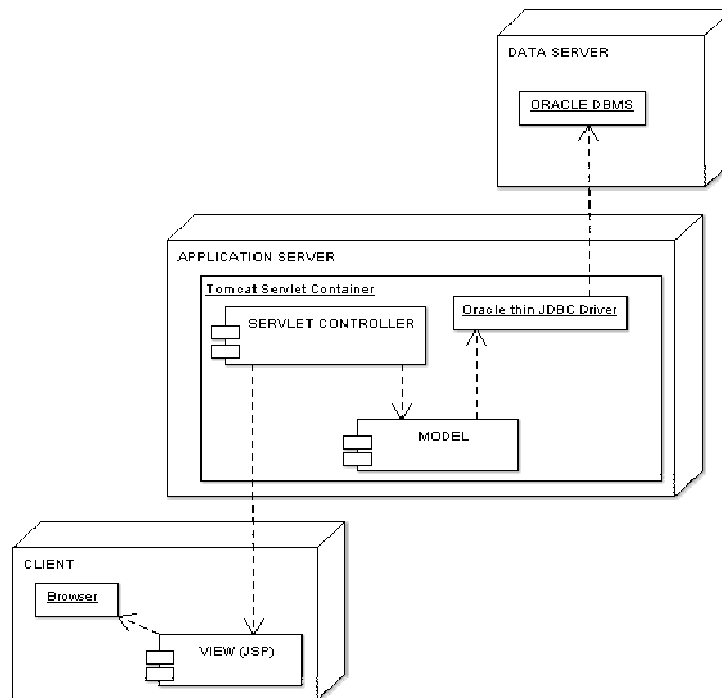 DATA SERVER
ORACLE DBMS
APPLICATION SERVER
Tomcat Servlet Container
SERVLET CONTROLLER
Oracle thin JDBC Driver
MODEL
CLIENT
Browser
VIEW (JSP)